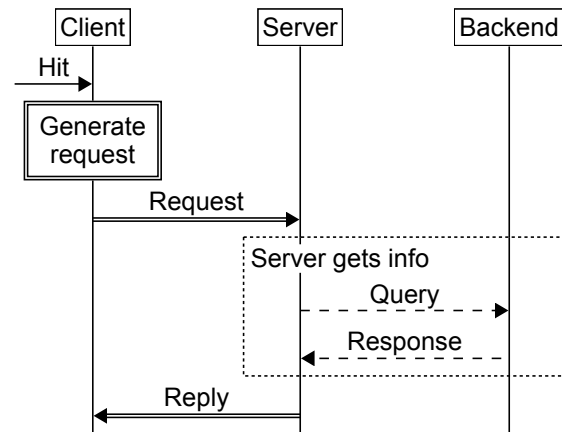 Client
Server
Backend
Hit
Generate
request
Request
Server gets info
Query
Response
Reply